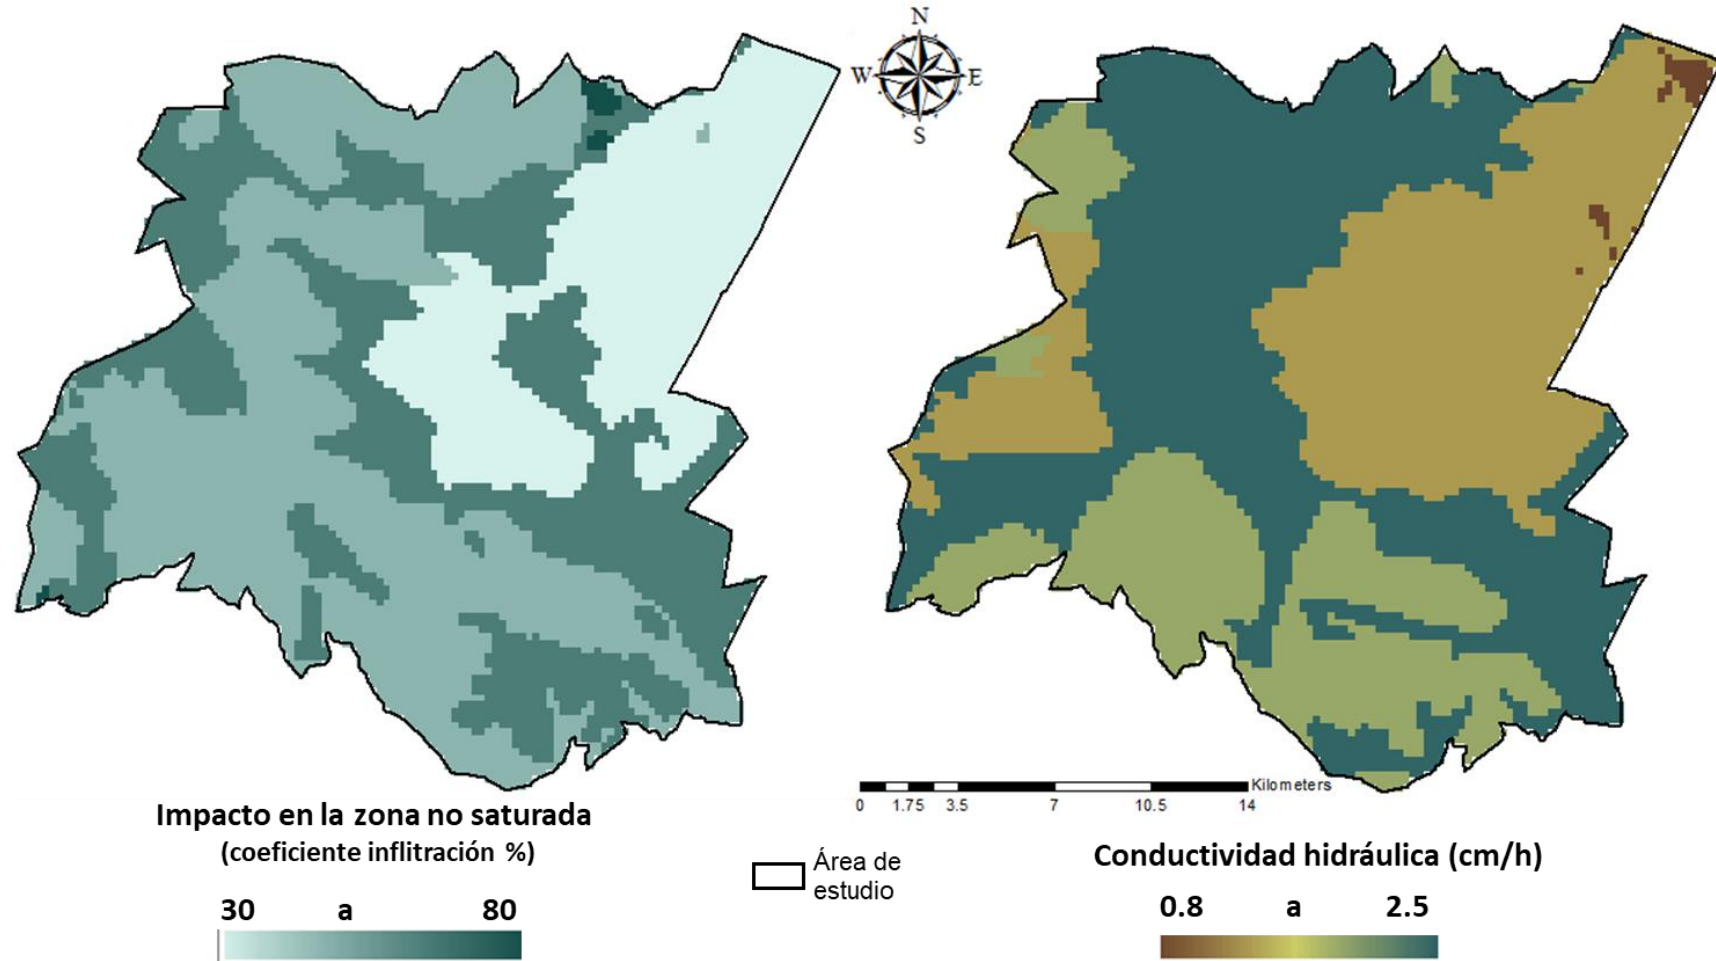 N
W E
S
Kilometers
0 1.75 3.5 7 10.5 14
Impacto en la zona no saturada
(coeficiente inflitración %)
30 a 80
Área de
estudio
Conductividad hidráulica (cm/h)
0.8 a 2.5